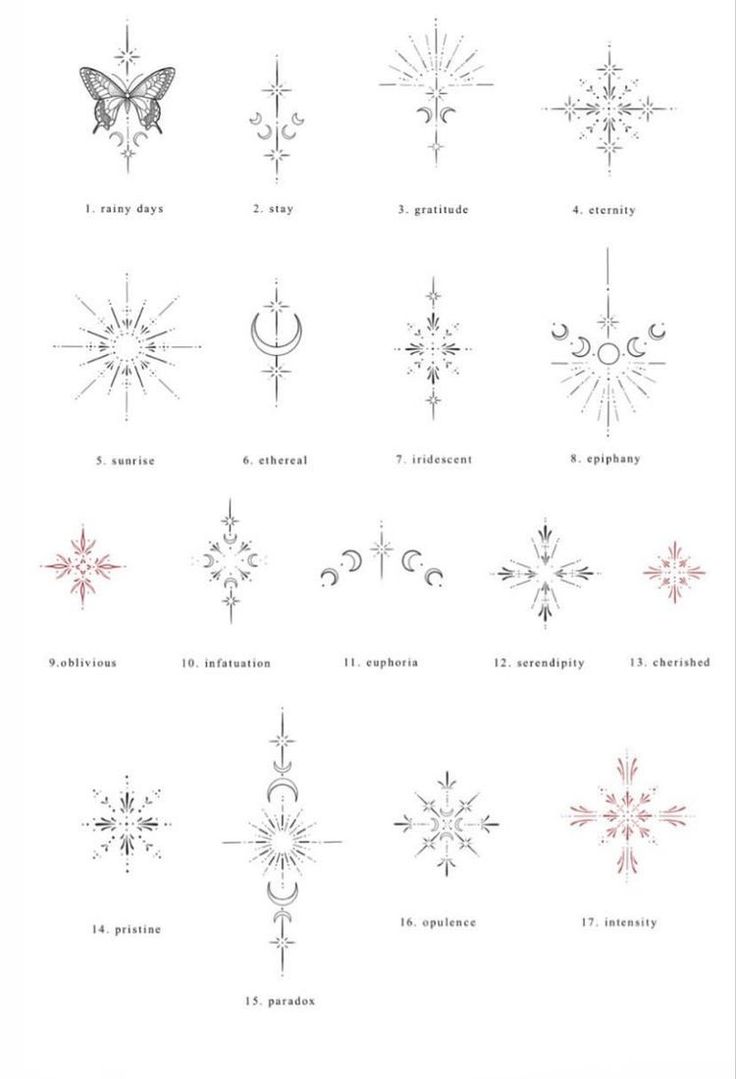 1. rainy days
2. stay
3. gratitude
4. eternity
5. sunrise
6. ethereal
7. iridescent
8. epiphany
9.oblivious
10. infatuation
11. euphoria
12. serendipity
13. cherished
14. pristine
15. paradox
16. opulence
17. intensity